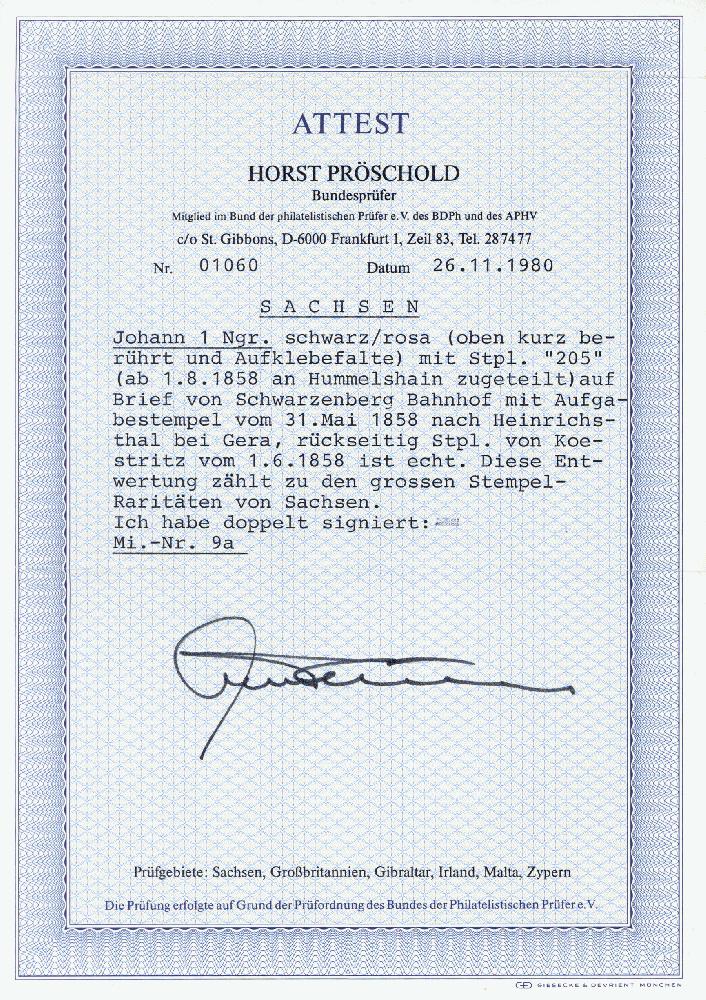 ATTEST
HORST PRÖSCHOLD
Bundesprüfer
Mitglied im Bund der philatelistischen Prüfer e. V. des BDPh und des APHV
c/o St. Gibbons, D-6000 Frankfurt 1, Zeil 83, Tel. 287477
Nr. 01060 Datum 26.11.1980
S A C H S E N
Johann 1 Ngr. schwarz/rosa (oben kurz be-
rührt und Aufklebefalte) mit Stpl. "205"
(ab 1.8.1858 an Hummelshain zugeteilt)auf
Brief von Schwarzenberg Bahnhof mit Aufga-
bestempel vom 31.Mai 1858 nach Heinrichs-
thal bei Gera, rückseitig Stpl. von Koe-
stritz vom 1.6.1858 ist echt. Diese Ent-
wertung zählt zu den grossen Stempel-
Raritäten von Sachsen.
Ich habe doppelt signiert:
Mi.-Nr. 9a
Prüfgebiete: Sachsen, Großbritannien, Gibraltar, Irland, Malta, Zypern
Die Prüfung erfolgte auf Grund der Prüfordnung des Bundes der Philatelistischen Prüfer e. V.
GIESECKE & DEVRIENT MÜNCHEN